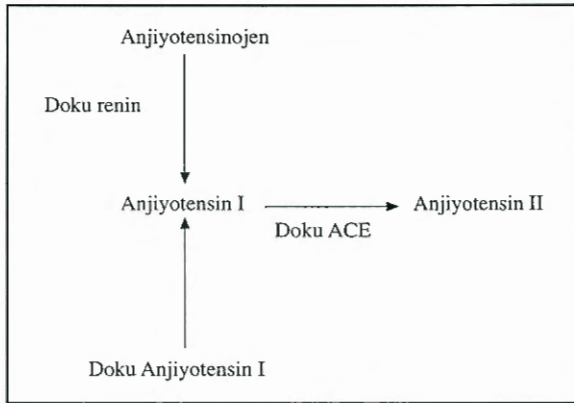 Anjiyotensinojen
Doku renin
Anjiyotensin I
Anjiyotensin II
Doku ACE
Doku Anjiyotensin I